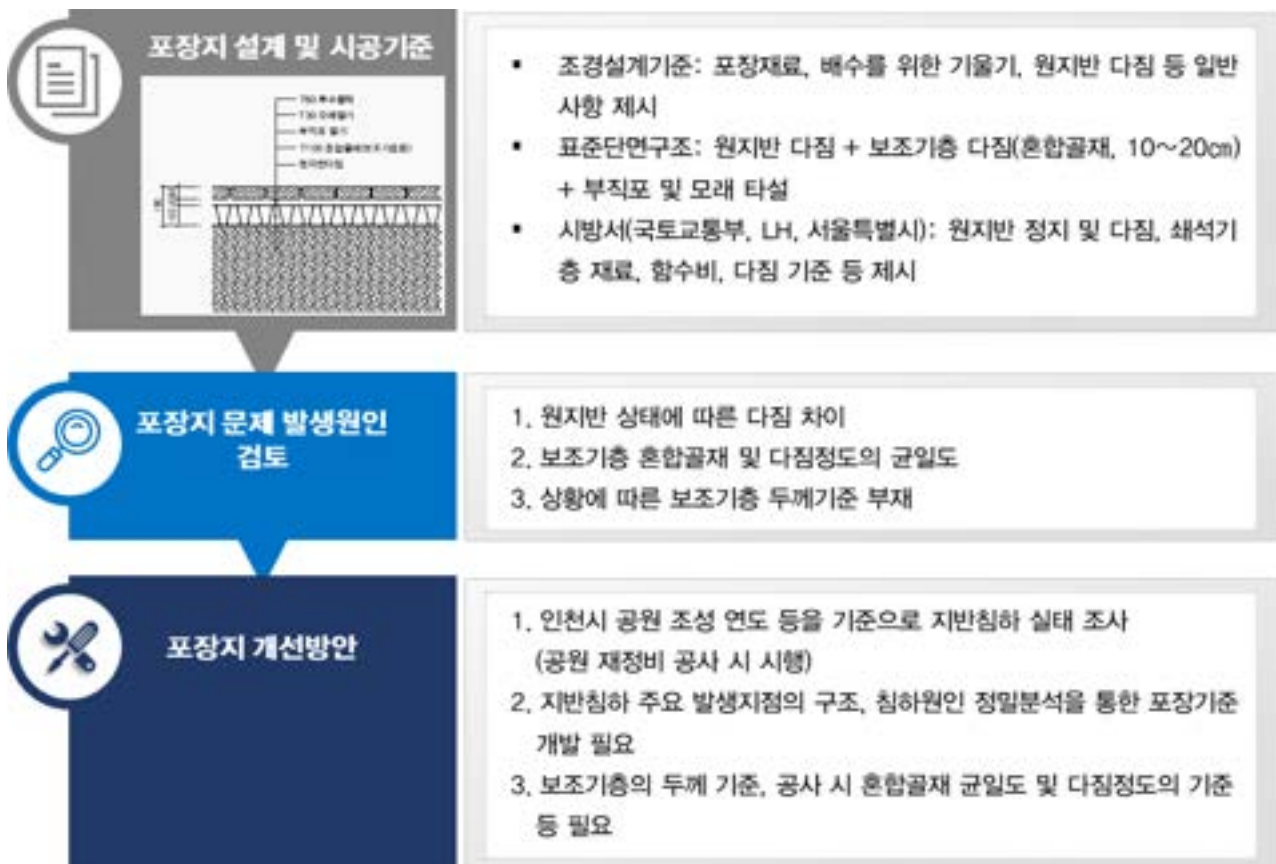 포장지 설계 및 시공기준
원지반다짐
▪ 조경설계기준: 포장재료, 배수를 위한 기울기, 원지반 다짐 등 일반
사항 제시
▪ 표준단면구조: 원지반 다짐 + 보조기층 다짐(혼합골재, 10~20㎝)
+ 부직포 및 모래 타설
▪ 시방서(국토교통부, LH, 서울특별시): 원지반 정지 및 다짐, 쇄석기
층 재료, 함수비, 다짐 기준 등 제시
포장지 문제 발생원인
검토
1. 원지반 상태에 따른 다짐 차이
2. 보조기층 혼합골재 및 다짐정도의 균일도
3. 상황에 따른 보조기층 두께기준 부재
포장지 개선방안
1. 인천시 공원 조성 연도 등을 기준으로 지반침하 실태 조사
(공원 재정비 공사 시 시행)
2. 지반침하 주요 발생지점의 구조, 침하원인 정밀분석을 통한 포장기준
개발 필요
3. 보조기층의 두께 기준, 공사 시 혼합골재 균일도 및 다짐정도의 기준
등 필요